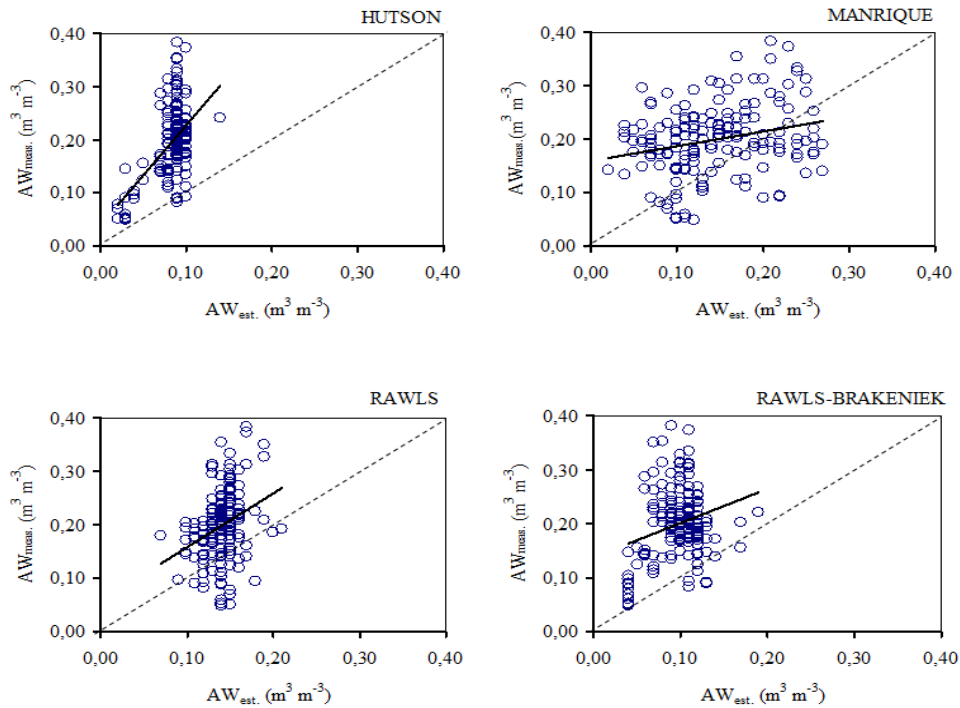 HUTSON
0,40
0,30
0,20
0,10
0,00
AWmeas. (m³ m⁻³)
0,00 0,10 0,20 0,30 0,40
AWest. (m³ m⁻³)
MANRIQUE
0,40
0,30
0,20
0,10
0,00
AWmeas.(m³ m⁻³)
0,00 0,10 0,20 0,30 0,40
AWest. (m³ m⁻³)
RAWLS
0,40
0,30
0,20
0,10
0,00
AWmeas. (m³ m⁻³)
0,00 0,10 0,20 0,30 0,40
AWest. (m³ m⁻³)
RAWLS-BRAKENIEK
0,40
0,30
0,20
0,10
0,00
AWmeas. (m³ m⁻³)
0,00 0,10 0,20 0,30 0,40
AWest. (m³ m⁻³)